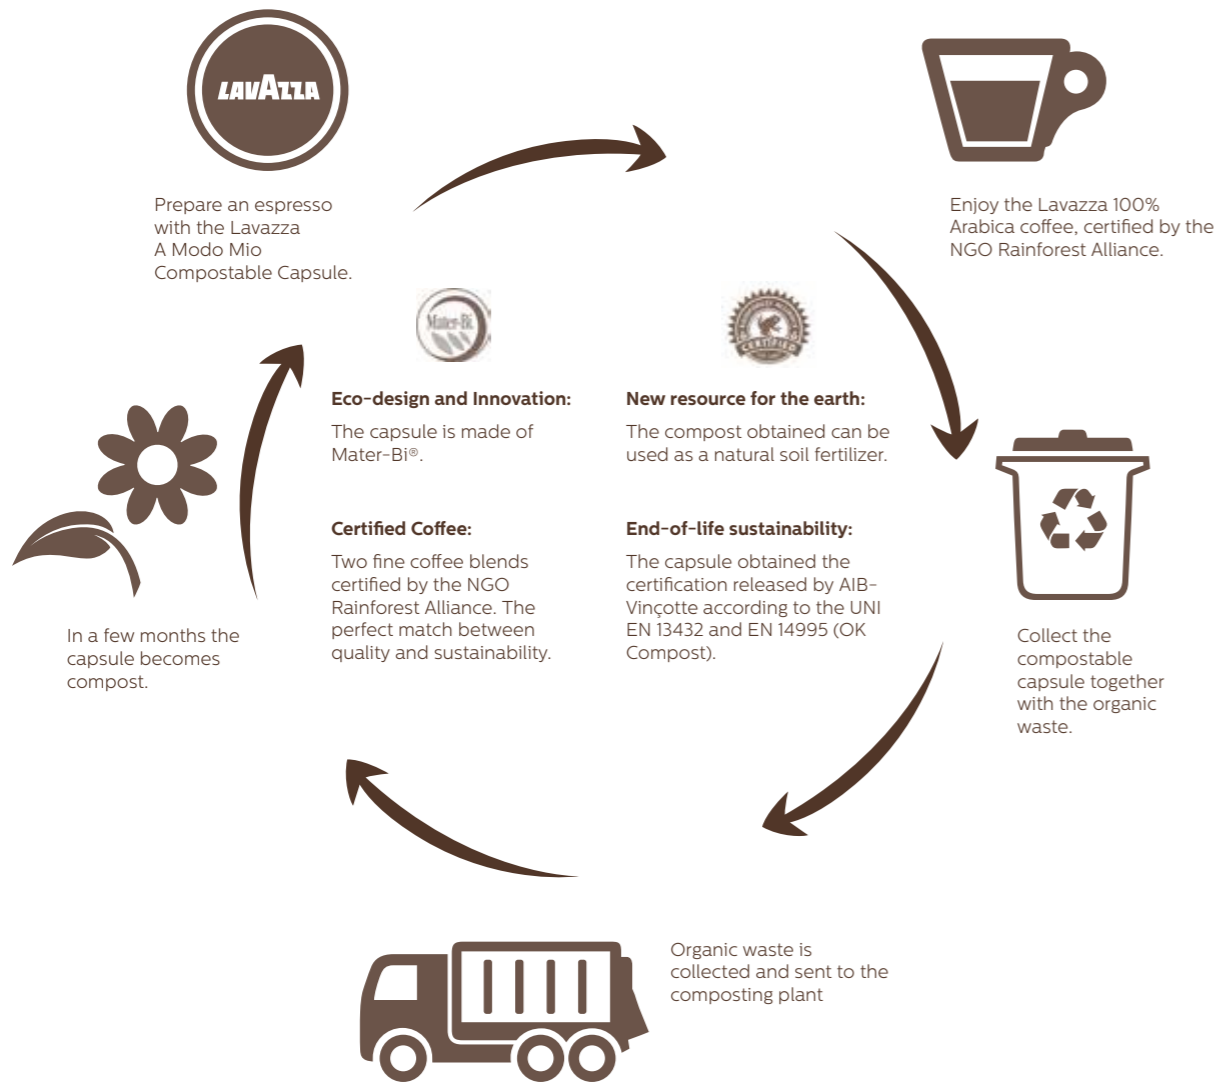 LAVAZZA
Prepare an espresso
with the Lavazza
A Modo Mio
Compostable Capsule.
Enjoy the Lavazza 100%
Arabica coffee, certified by the
NGO Rainforest Alliance.
Mater-Bi
CERTIFIED
Eco-design and Innovation:
The capsule is made of
Mater-Bi®.
New resource for the earth:
The compost obtained can be
used as a natural soil fertilizer.
Certified Coffee:
Two fine coffee blends
certified by the NGO
Rainforest Alliance. The
perfect match between
quality and sustainability.
End-of-life sustainability:
The capsule obtained the
certification released by AIB-
Vinçotte according to the UNI
EN 13432 and EN 14995 (OK
Compost).
In a few months the
capsule becomes
compost.
Collect the
compostable
capsule together
with the organic
waste.
Organic waste is
collected and sent to the
composting plant